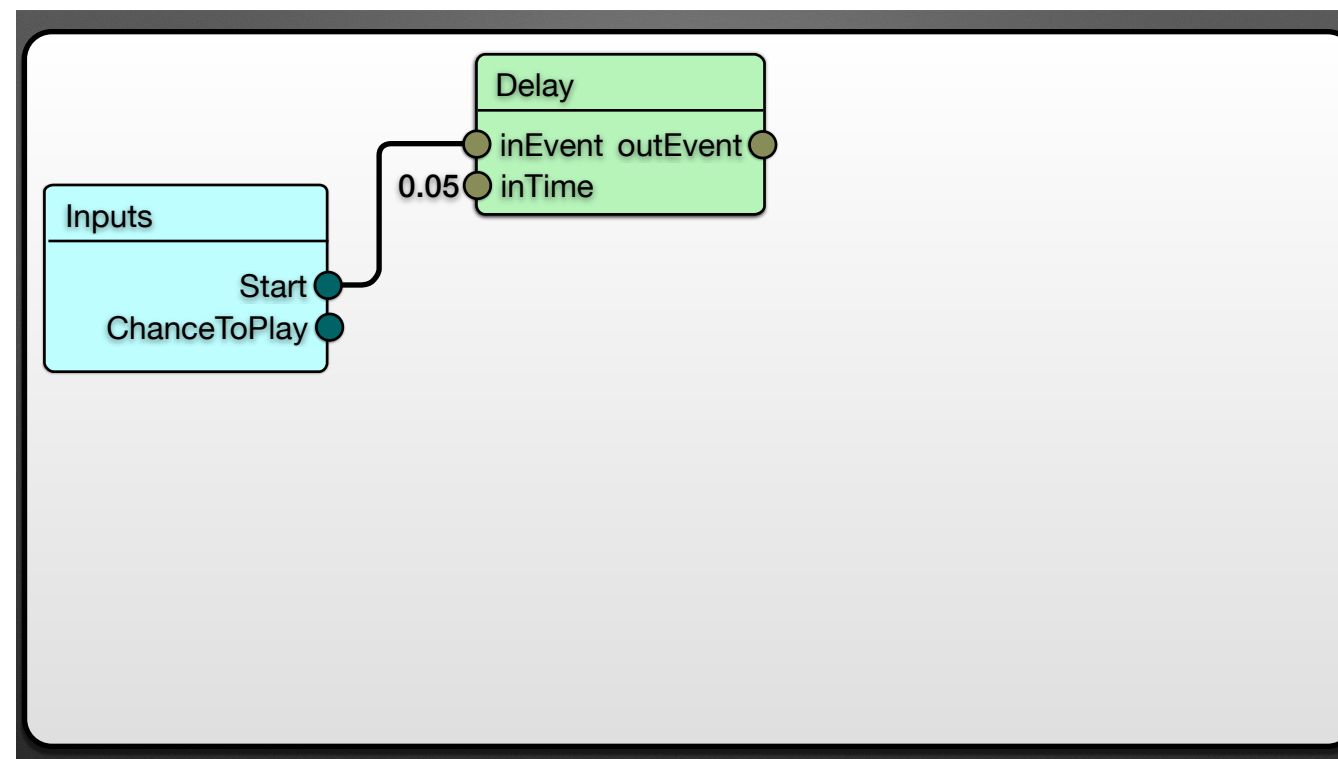 Delay
inEvent outEvent
0.05 inTime
Inputs
Start
ChanceToPlay